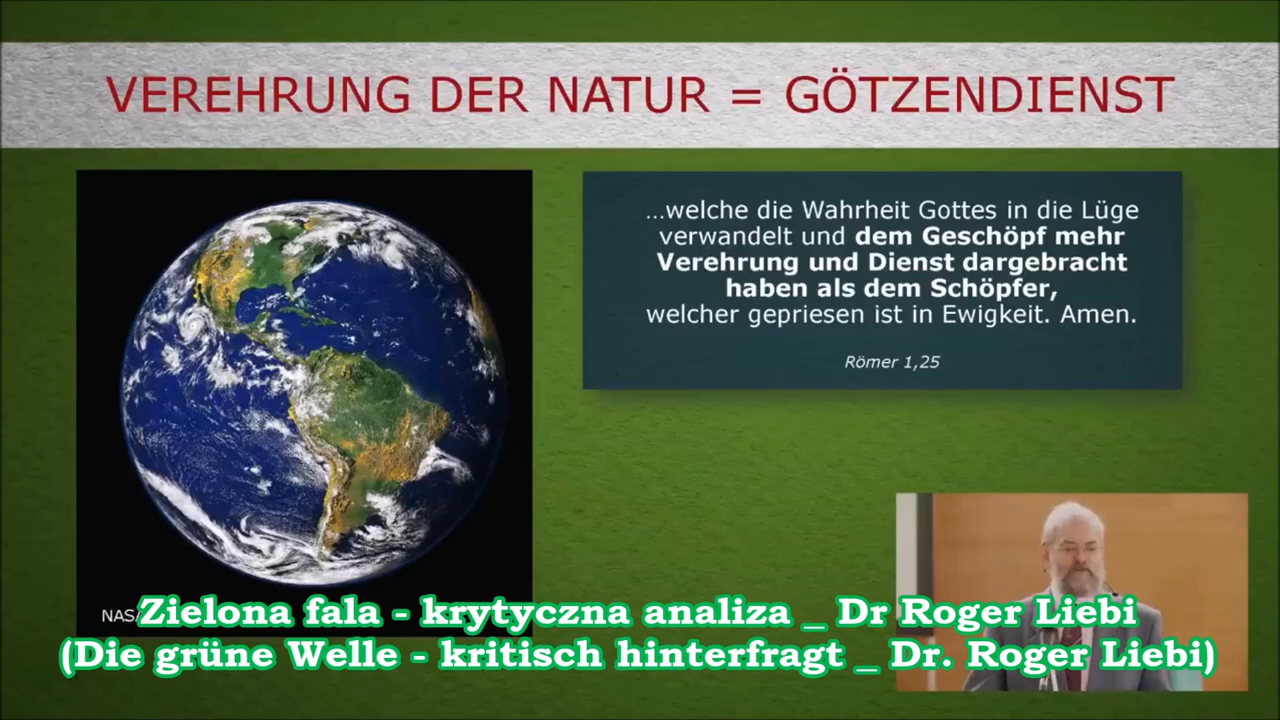 VEREHRUNG DER NATUR = GÖTZENDIENST
...welche die Wahrheit Gottes in die Lüge
verwandelt und dem Geschöpf mehr
Verehrung und Dienst dargebracht
haben als dem Schöpfer,
welcher gepriesen ist in Ewigkeit. Amen.
Römer 1,25
NAS/
Zielona fala - krytyczna analiza _ Dr Roger Liebi
(Die grüne Welle - kritisch hinterfragt _ Dr. Roger Liebi)